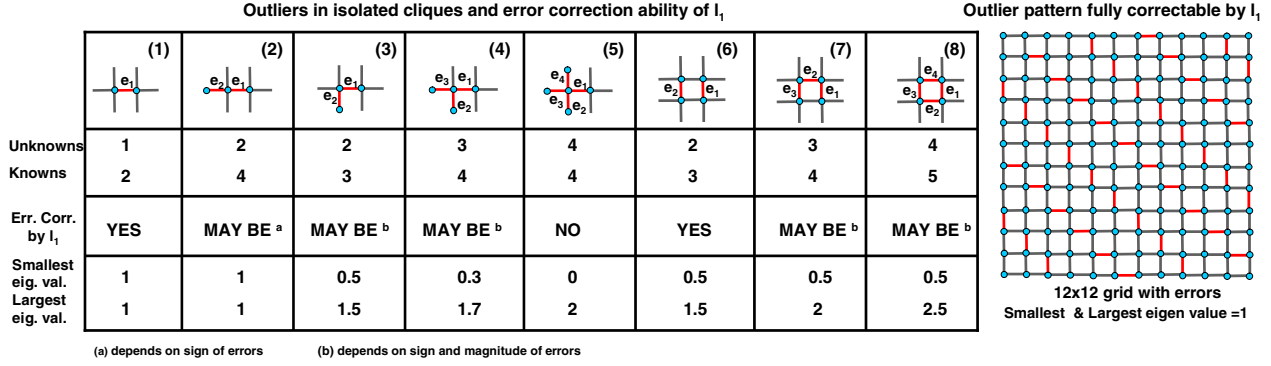 Outliers in isolated cliques and error correction ability of l₁
Outlier pattern fully correctable by l₁
(1) (2) (3) (4) (5) (6) (7) (8)
e₁
e₂ e₁
e₁
e₂
e₃ e₁
e₂
e₄
e₁
e₃ e₂
e₂ e₁
e₂
e₃ e₁
e₄
e₃ e₁
e₂
Unknowns 1 2 2 3 4 2 3 4
Knowns 2 4 3 4 4 3 4 5
Err. Corr.
by l₁
YES MAY BE ᵃ MAY BE ᵇ MAY BE ᵇ NO YES MAY BE ᵇ MAY BE ᵇ
Smallest
eig. val.
1 1 0.5 0.3 0 0.5 0.5 0.5
Largest
eig. val.
1 1 1.5 1.7 2 1.5 2 2.5
12x12 grid with errors
Smallest & Largest eigen value =1
(a) depends on sign of errors
(b) depends on sign and magnitude of errors